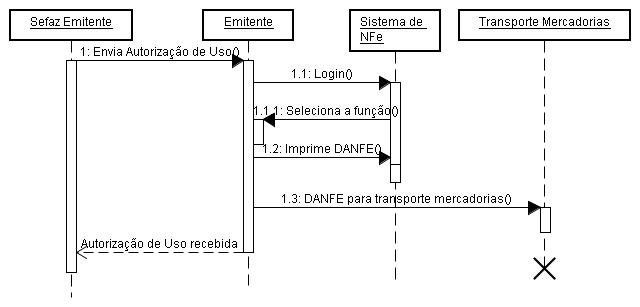 Sefaz Emitente
Emitente
Sistema de
NFe
Transporte Mercadorias
1: Envia Autorização de Uso()
1.1: Login()
1.1.1: Seleciona a função()
1.2: Imprime DANFE()
1.3: DANFE para transporte mercadorias()
Autorização de Uso recebida